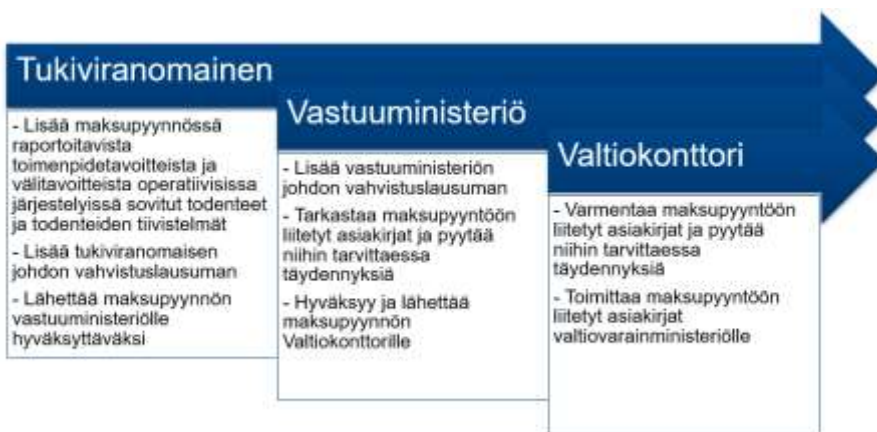 Tukiviranomainen
- Lisää maksupyynnössä
raportoitavista
toimenpidetavoitteista ja
välitavoitteista operatiivisissa
järjestelyissä sovitut todenteet
ja todenteiden tiivistelmät
- Lisää tukiviranomaisen
johdon vahvistuslausuman
- Lähettää maksupyynnön
vastuuministeriölle
hyväksyttäväksi
Vastuuministeriö
- Lisää vastuuministeriön
johdon vahvistuslausuman
- Tarkastaa maksupyyntöön
liitetyt asiakirjat ja pyytää
niihin tarvittaessa
täydennyksiä
- Hyväksyy ja lähettää
maksupyynnön
Valtiokonttorille
Valtiokonttori
- Varmentaa maksupyyntöön
liitetyt asiakirjat ja pyytää
niihin tarvittaessa
täydennyksiä
- Toimittaa maksupyyntöön
liitetyt asiakirjat
valtiovarainministeriölle